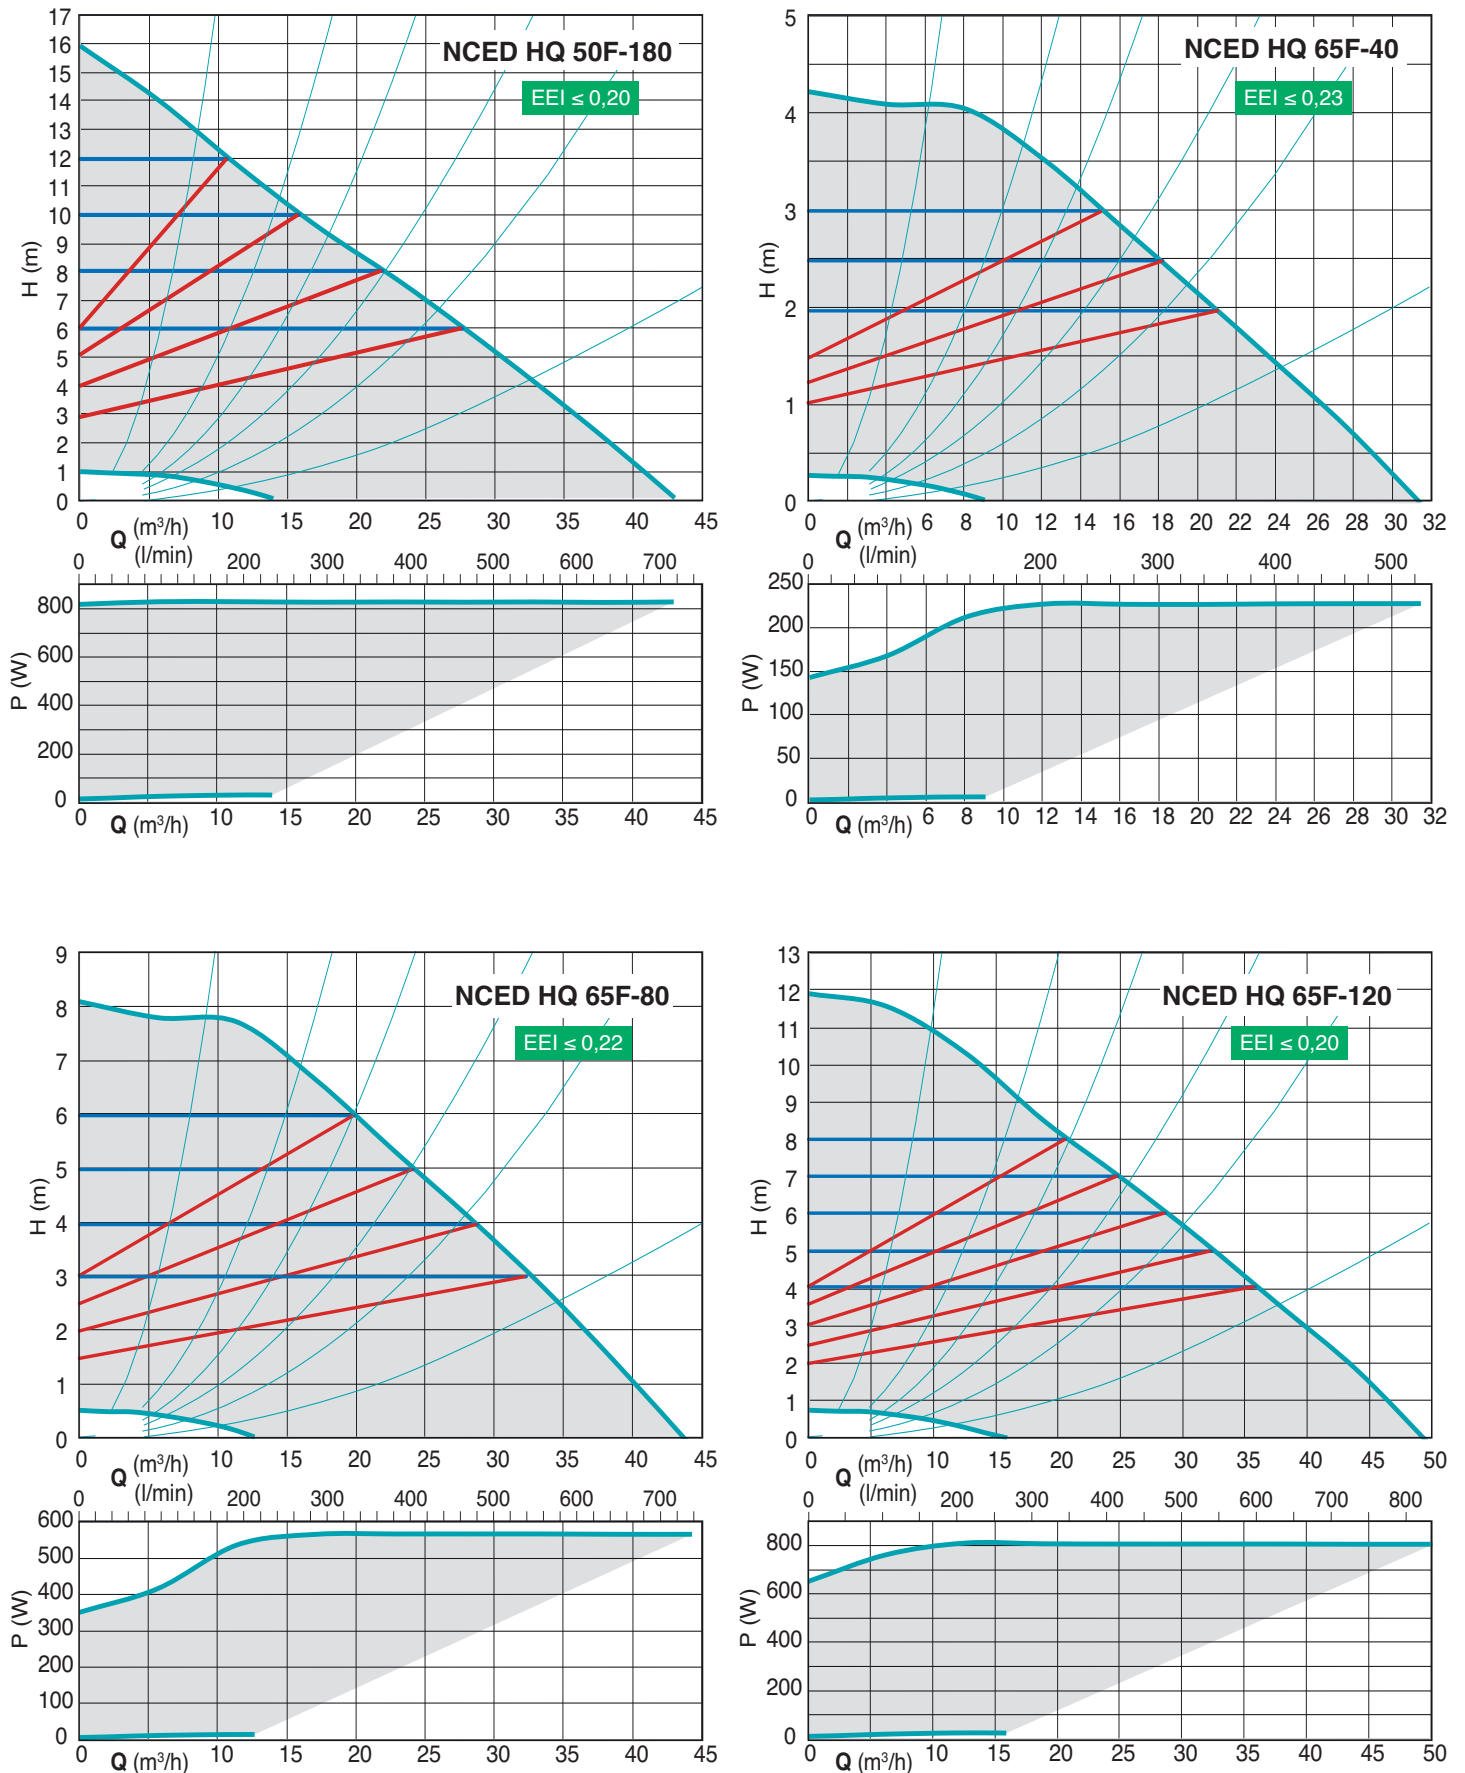 NCED HQ 50F-180
EEI ≤ 0,20
H (m)
17
16
15
14
13
12
11
10
9
8
7
6
5
4
3
2
1
0
0 10 15 20 25 30 35 40 45
Q (m³/h)
(l/min)
0 200 300 400 500 600 700
P (W)
800
600
400
200
0
0 10 15 20 25 30 35 40 45
Q (m³/h)
NCED HQ 65F-40
EEI ≤ 0,23
H (m)
5
4
3
2
1
0
0 6 8 10 12 14 16 18 20 22 24 26 28 30 32
Q (m³/h)
(l/min)
0 200 300 400 500
P (W)
250
200
150
100
50
0
0 6 8 10 12 14 16 18 20 22 24 26 28 30 32
Q (m³/h)
NCED HQ 65F-80
EEI ≤ 0,22
H (m)
9
8
7
6
5
4
3
2
1
0
0 10 15 20 25 30 35 40 45
Q (m³/h)
(l/min)
0 200 300 400 500 600 700
P (W)
600
500
400
300
200
100
0
0 10 15 20 25 30 35 40 45
Q (m³/h)
NCED HQ 65F-120
EEI ≤ 0,20
H (m)
13
12
11
10
9
8
7
6
5
4
3
2
1
0
0 10 15 20 25 30 35 40 45 50
Q (m³/h)
(l/min)
0 200 300 400 500 600 700 800
P (W)
800
600
400
200
0
0 10 15 20 25 30 35 40 45 50
Q (m³/h)